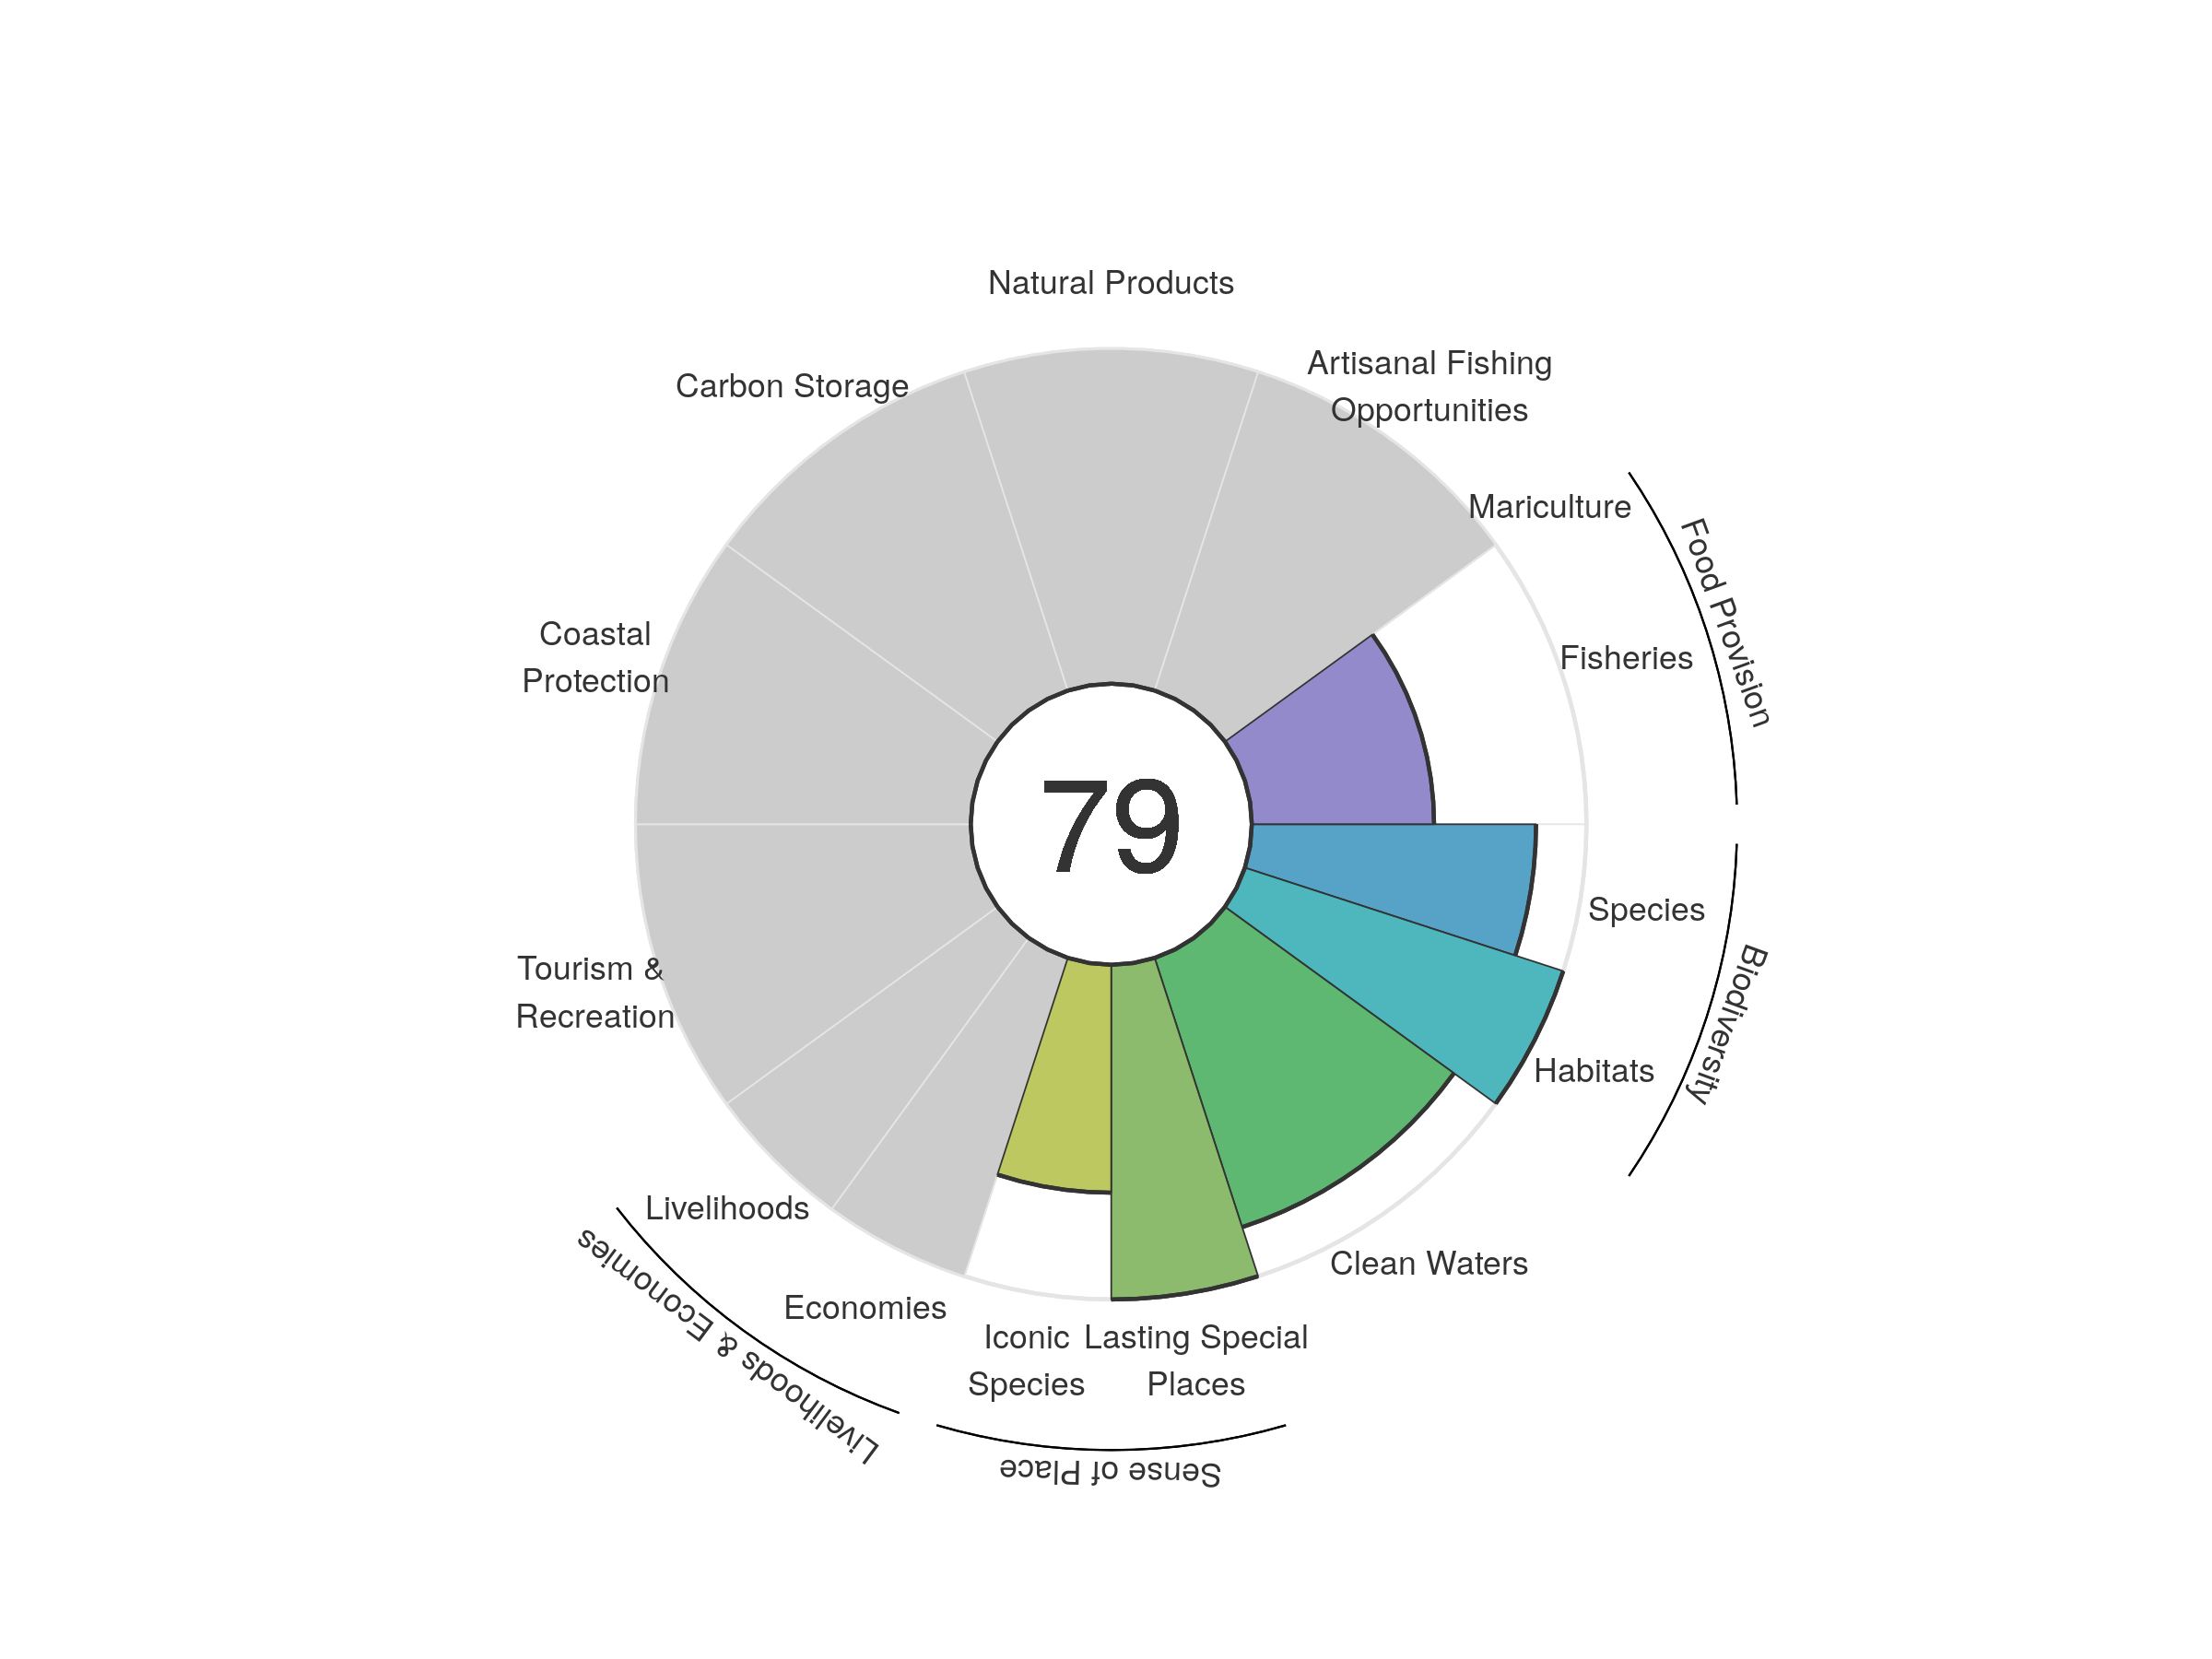 Natural Products
Artisanal Fishing
Opportunities
Carbon Storage
Mariculture
Food Provision
Fisheries
Coastal
Protection
79
Species
Biodiversity
Tourism &
Recreation
Habitats
Livelihoods
Clean Waters
Livelihoods & Economies
Economies
Iconic
Species
Lasting Special
Places
Sense of Place